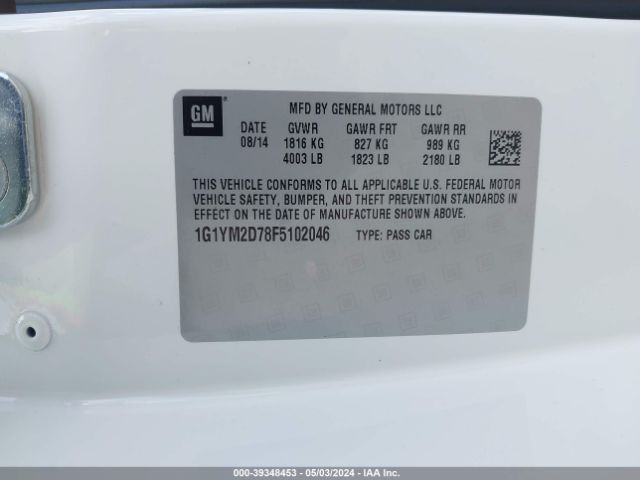 GM ®
MFD BY GENERAL MOTORS LLC
DATE GVWR GAWR FRT GAWR RR
08/14 1816 KG 827 KG 989 KG
4003 LB 1823 LB 2180 LB
THIS VEHICLE CONFORMS TO ALL APPLICABLE U.S. FEDERAL MOTOR
VEHICLE SAFETY, BUMPER, AND THEFT PREVENTION STANDARDS IN
EFFECT ON THE DATE OF MANUFACTURE SHOWN ABOVE.
1G1YM2D78F5102046 TYPE: PASS CAR
000-39348453 - 05/03/2024 - IAA Inc.